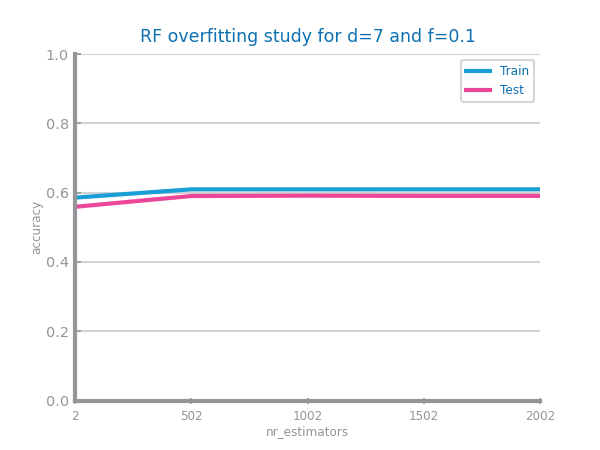 RF overfitting study for d=7 and f=0.1
1.0
Train
Test
0.8
0.6
accuracy
0.4
0.2
0.0
2 502 1002 1502 2002
nr_estimators